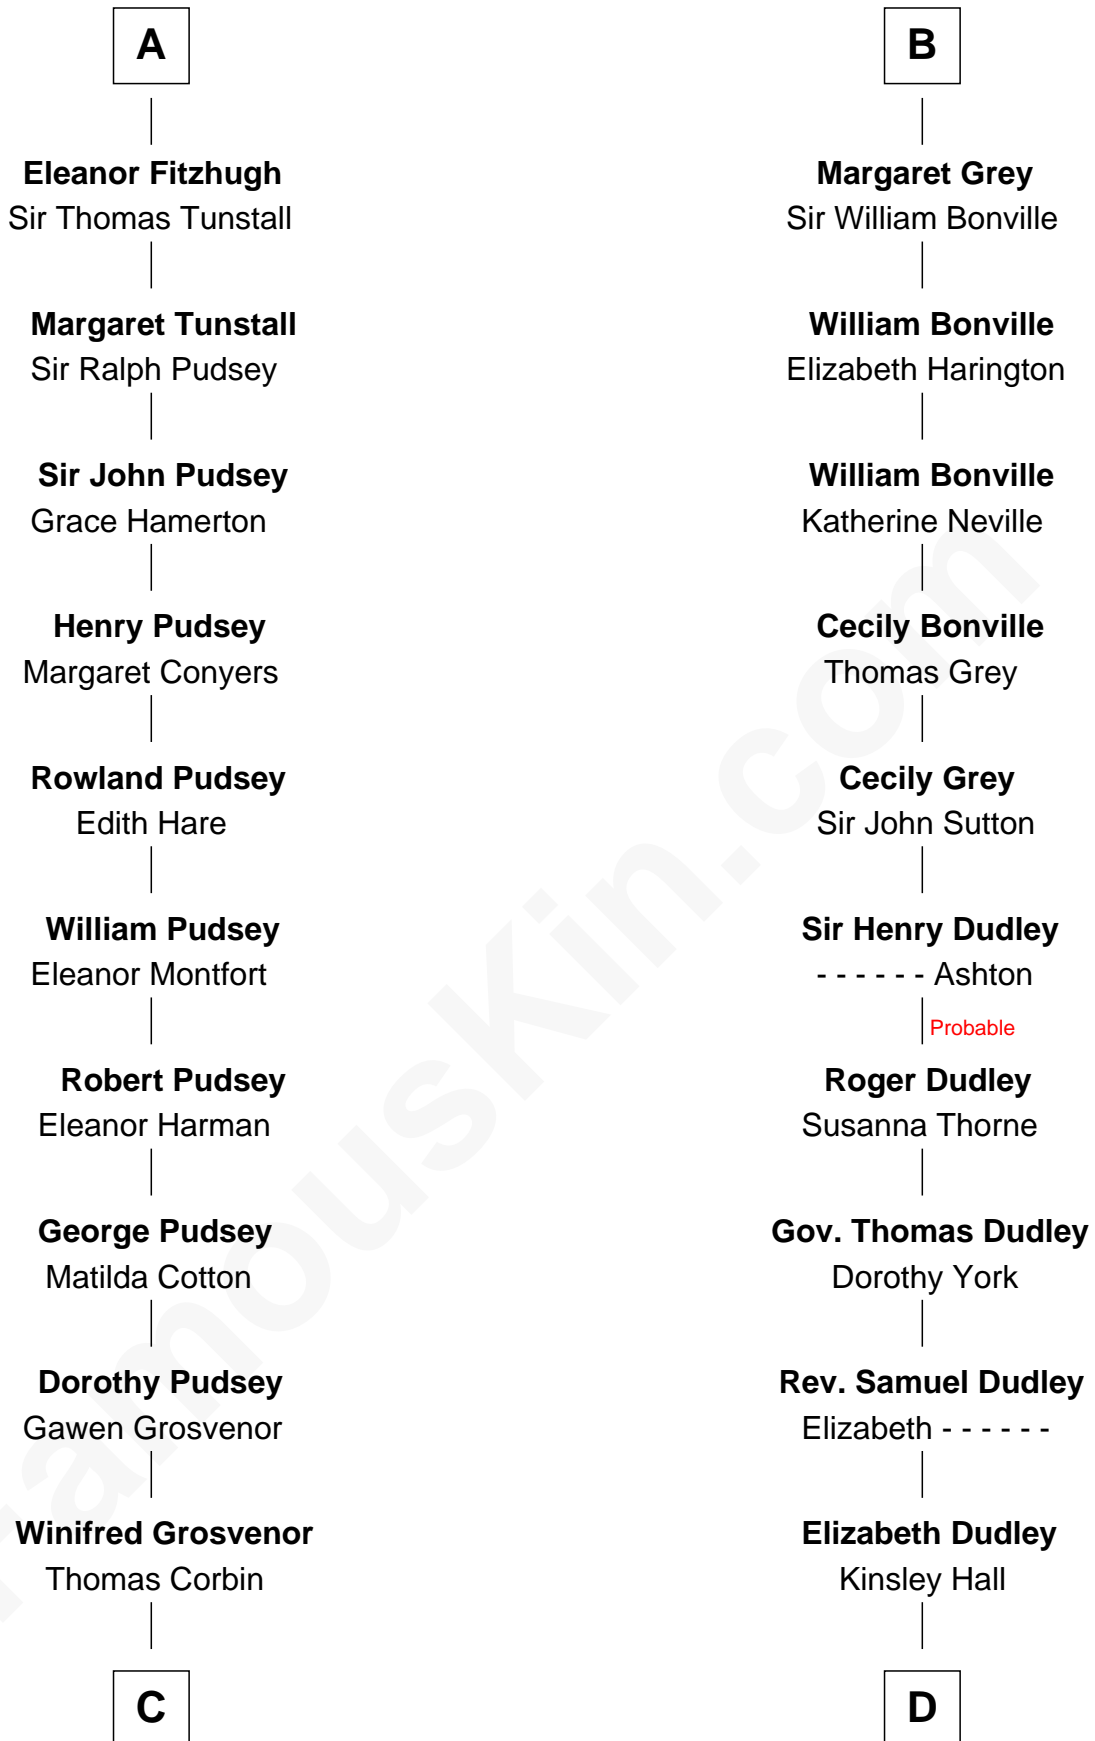 A
Eleanor Fitzhugh
Sir Thomas Tunstall
Margaret Tunstall
Sir Ralph Pudsey
Sir John Pudsey
Grace Hamerton
Henry Pudsey
Margaret Conyers
Rowland Pudsey
Edith Hare
William Pudsey
Eleanor Montfort
Robert Pudsey
Eleanor Harman
George Pudsey
Matilda Cotton
Dorothy Pudsey
Gawen Grosvenor
Winifred Grosvenor
Thomas Corbin
C
B
Margaret Grey
Sir William Bonville
William Bonville
Elizabeth Harington
William Bonville
Katherine Neville
Cecily Bonville
Thomas Grey
Cecily Grey
Sir John Sutton
Sir Henry Dudley
- - - - - - Ashton
Probable
Roger Dudley
Susanna Thorne
Gov. Thomas Dudley
Dorothy York
Rev. Samuel Dudley
Elizabeth - - - - - -
Elizabeth Dudley
Kinsley Hall
D
FamousKin.com